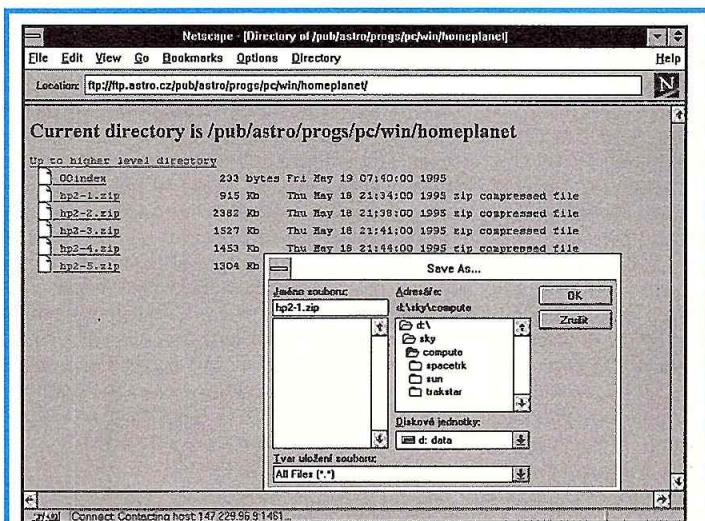 Netscape - [Directory of /pub/astro/progs/pc/win/homeplanet]
File Edit View Go Bookmarks Options Directory Help
Location: ftp://ftp.astro.cz/pub/astro/progs/pc/win/homeplanet/
N
Current directory is /pub/astro/progs/pc/win/homeplanet
Up to higher level directory
00index 233 bytes Fri May 19 07:40:00 1995
hp2-1.zip 915 Kb Thu May 18 21:34:00 1995 zip compressed file
hp2-2.zip 2382 Kb Thu May 18 21:38:00 1995 zip compressed file
hp2-3.zip 1527 Kb Thu May 18 21:41:00 1995 zip compressed file
hp2-4.zip 1453 Kb Thu May 18 21:44:00 1995 zip compressed file
hp2-5.zip 1304 Kb
Save As...
Jméno souboru:
hp2-1.zip
Adresáře:
d:\sky\compute
d:\
sky
compute
spacetrk
sun
trakstar
OK
Zrušit
Diskové jednotky:
d: data
Tvar uložení souboru:
All Files (*.*)
Connect: Contacting host: 147.229.96.9:1461...